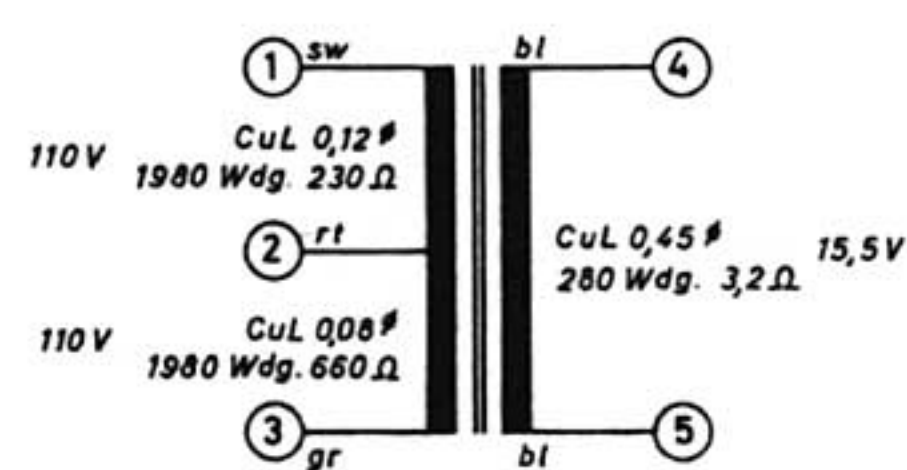 1 sw
110 V
CuL 0,12 ø
1980 Wdg. 230 Ω
2 rt
110 V
CuL 0,08 ø
1980 Wdg. 660 Ω
3 gr
bl 4
CuL 0,45 ø
280 Wdg. 3,2 Ω
15,5 V
bl 5